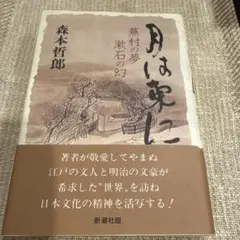 月は東に
蕪村の夢
漱石の幻
森本哲郎
著者が敬愛してやまぬ
江戸の文人と明治の文豪が
希求した“世界〟を訪ね
日本文化の精神を活写する!
新潮社版